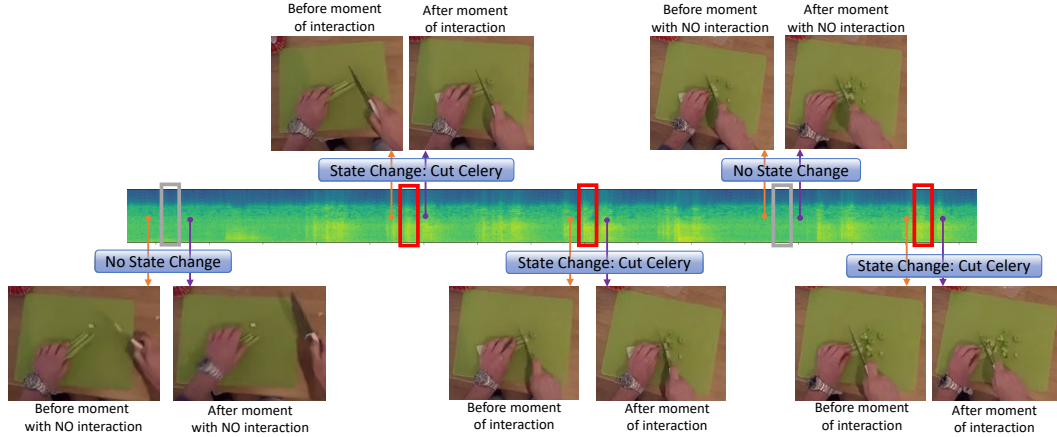 Before moment
of interaction
After moment
of interaction
Before moment
with NO interaction
After moment
with NO interaction
State Change: Cut Celery
No State Change
No State Change
State Change: Cut Celery
State Change: Cut Celery
Before moment
with NO interaction
After moment
with NO interaction
Before moment
of interaction
After moment
of interaction
Before moment
of interaction
After moment
of interaction